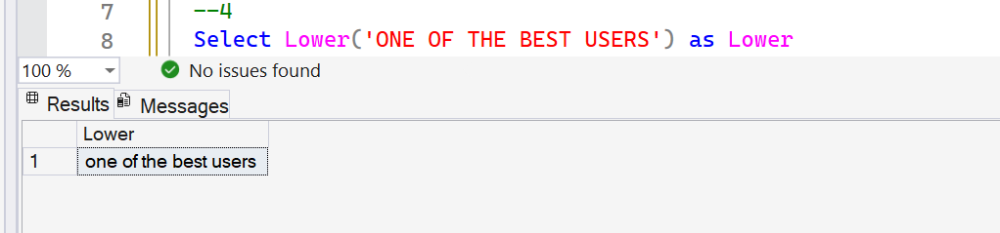 7 --4
8 Select Lower('ONE OF THE BEST USERS') as Lower
100 % No issues found
Results Messages
Lower
1 one of the best users